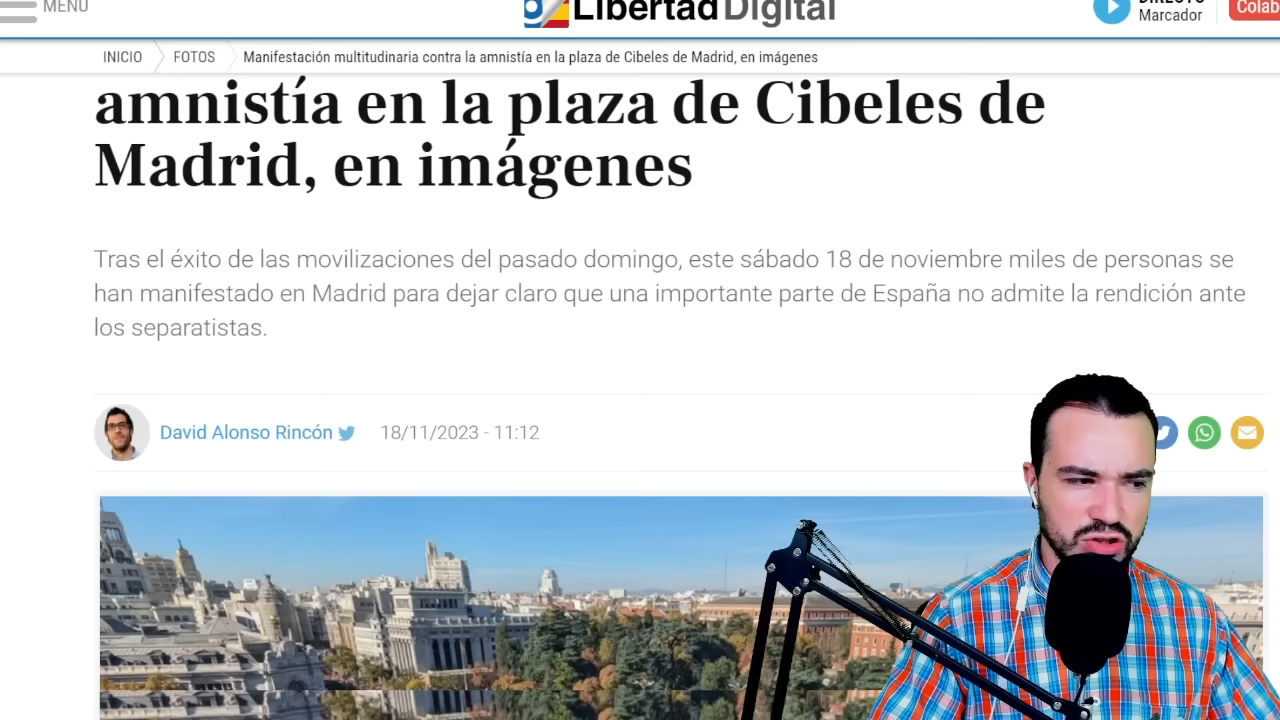 MENÚ
Libertad Digital
DIRECTO
Marcador
Colab
INICIO
FOTOS
Manifestación multitudinaria contra la amnistía en la plaza de Cibeles de Madrid, en imágenes
amnistía en la plaza de Cibeles de
Madrid, en imágenes
Tras el éxito de las movilizaciones del pasado domingo, este sábado 18 de noviembre miles de personas se
han manifestado en Madrid para dejar claro que una importante parte de España no admite la rendición ante
los separatistas.
David Alonso Rincón
18/11/2023 - 11:12